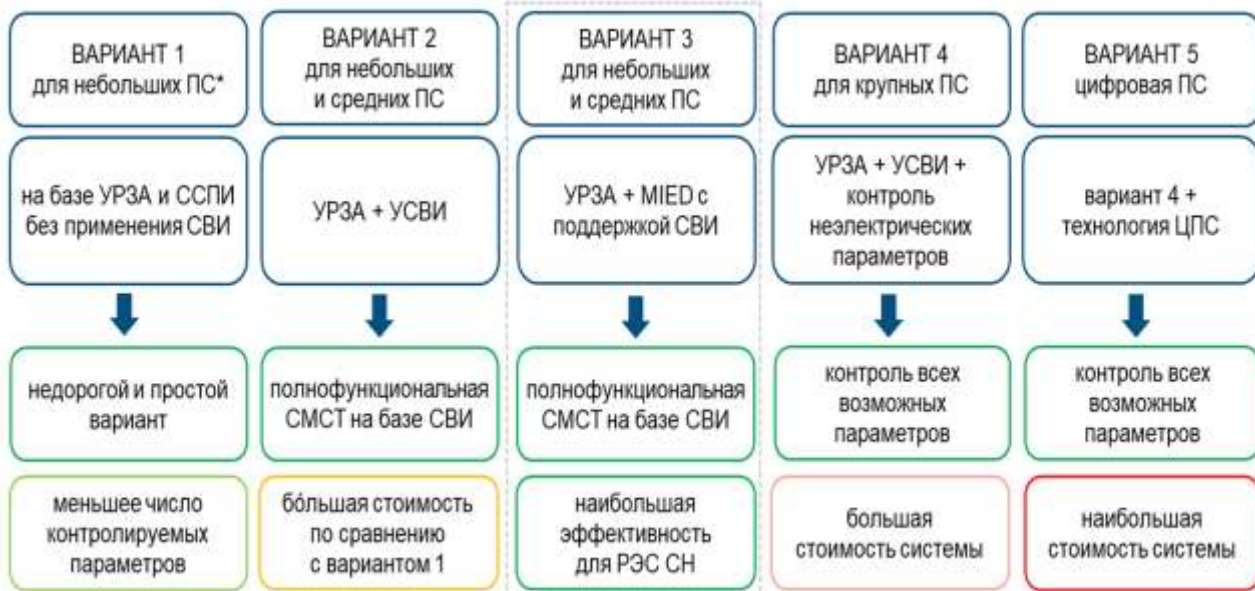 ВАРИАНТ 1
для небольших ПС*
ВАРИАНТ 2
для небольших
и средних ПС
ВАРИАНТ 3
для небольших
и средних ПС
ВАРИАНТ 4
для крупных ПС
ВАРИАНТ 5
цифровая ПС
на базе УРЗА и ССПИ
без применения СВИ
УРЗА + УСВИ
УРЗА + MIED с
поддержкой СВИ
УРЗА + УСВИ +
контроль
неэлектрических
параметров
вариант 4 +
технология ЦПС
недорогой и простой
вариант
полнофункциональная
СМСТ на базе СВИ
полнофункциональная
СМСТ на базе СВИ
контроль всех
возможных
параметров
контроль всех
возможных
параметров
меньшее число
контролируемых
параметров
бо́льшая стоимость
по сравнению
с вариантом 1
наибольшая
эффективность
для РЭС СН
большая
стоимость системы
наибольшая
стоимость системы